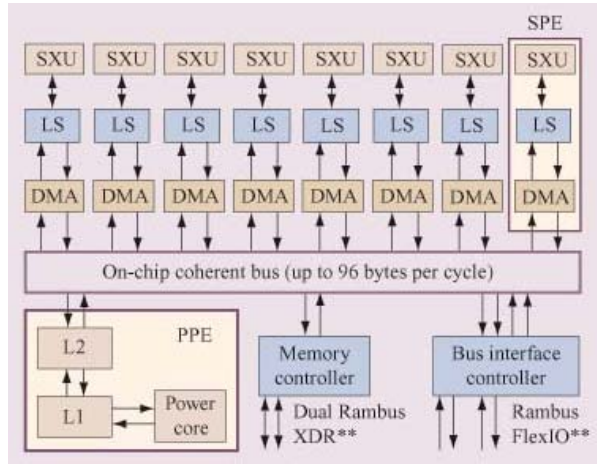 SPE
SXU SXU SXU SXU SXU SXU SXU SXU
LS LS LS LS LS LS LS LS
DMA DMA DMA DMA DMA DMA DMA DMA
On-chip coherent bus (up to 96 bytes per cycle)
PPE
L2
L1
Power
core
Memory
controller
Dual Rambus
XDR**
Bus interface
controller
Rambus
FlexIO**